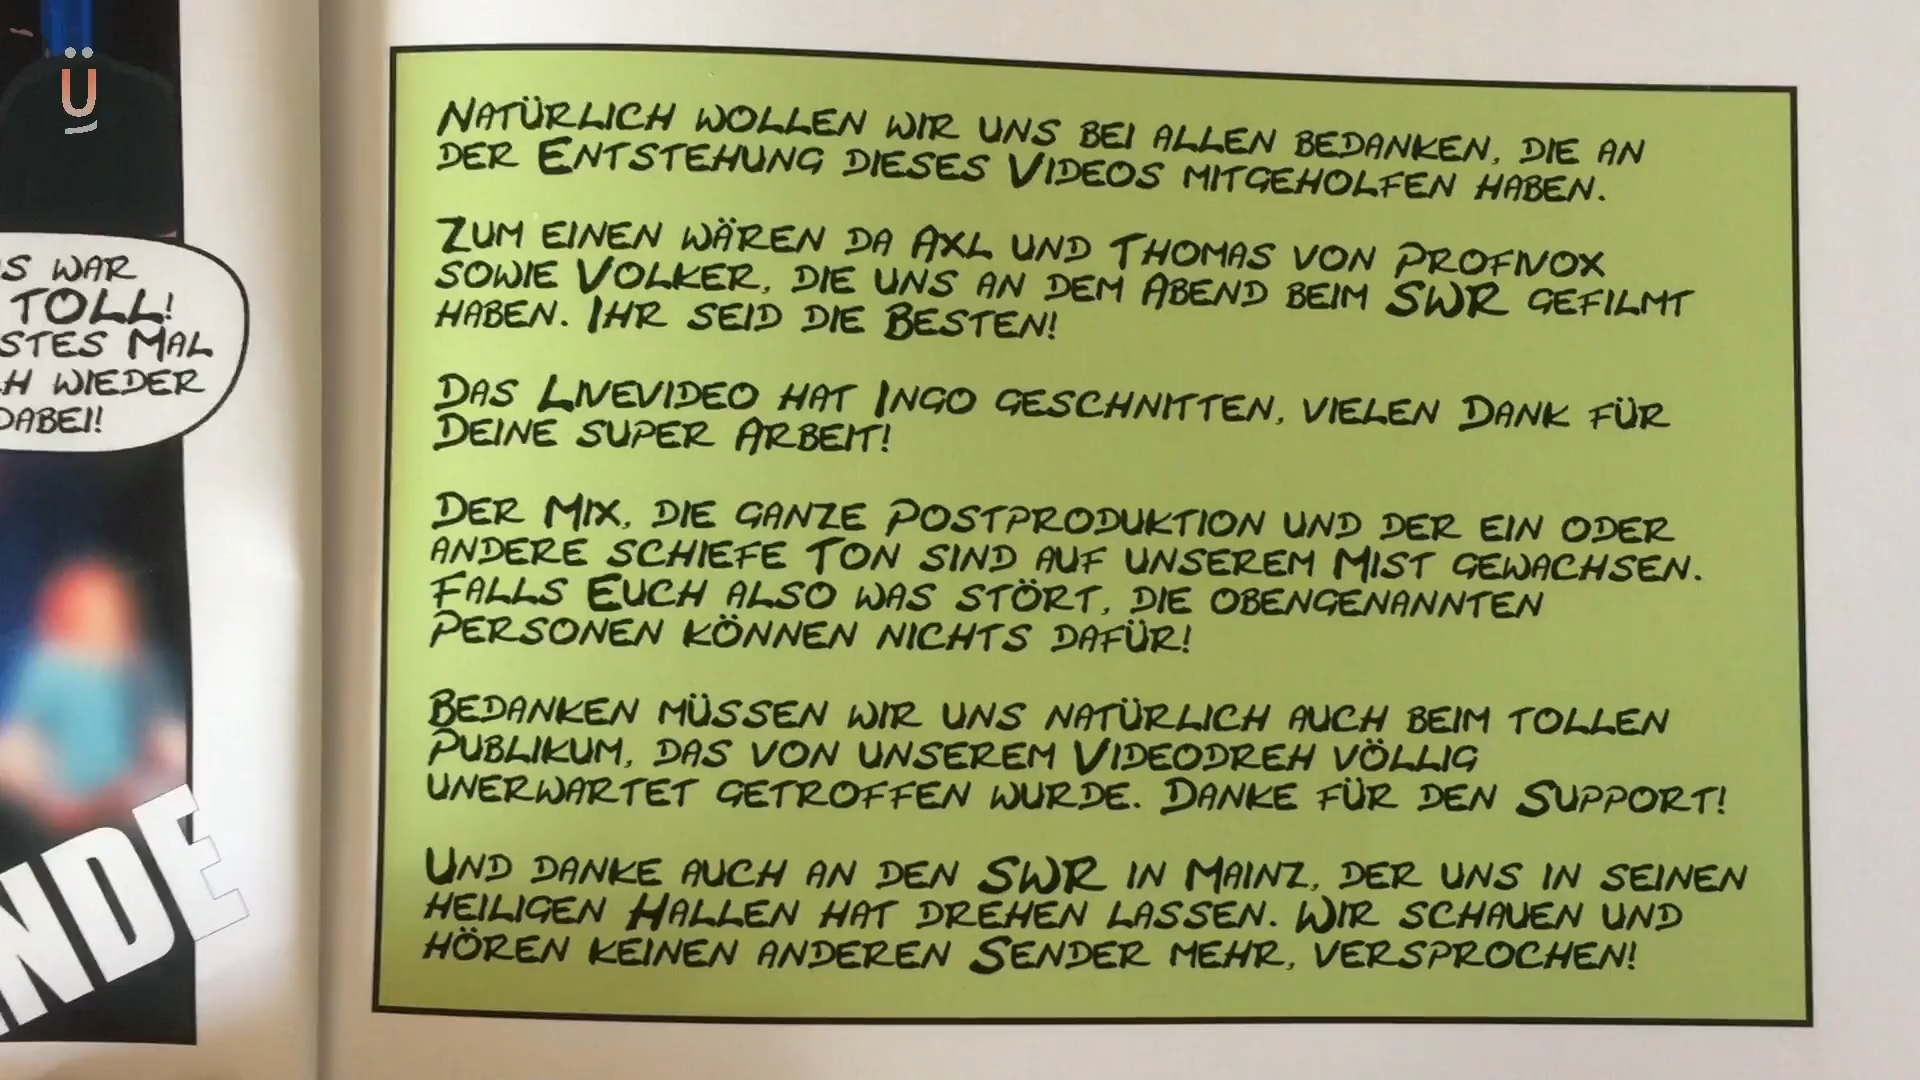 Ü
S WAR
TOLL!
STES MAL
H WIEDER
DABEI!
NDE
NATÜRLICH WOLLEN WIR UNS BEI ALLEN BEDANKEN, DIE AN
DER ENTSTEHUNG DIESES VIDEOS MITGEHOLFEN HABEN.
ZUM EINEN WÄREN DA AXL UND THOMAS VON PROFIVOX
SOWIE VOLKER, DIE UNS AN DEM ABEND BEIM SWR GEFILMT
HABEN. IHR SEID DIE BESTEN!
DAS LIVEVIDEO HAT INGO GESCHNITTEN, VIELEN DANK FÜR
DEINE SUPER ARBEIT!
DER MIX, DIE GANZE POSTPRODUKTION UND DER EIN ODER
ANDERE SCHIEFE TON SIND AUF UNSEREM MIST GEWACHSEN.
FALLS EUCH ALSO WAS STÖRT, DIE OBENGENANNTEN
PERSONEN KÖNNEN NICHTS DAFÜR!
BEDANKEN MÜSSEN WIR UNS NATÜRLICH AUCH BEIM TOLLEN
PUBLIKUM, DAS VON UNSEREM VIDEODREH VÖLLIG
UNERWARTET GETROFFEN WURDE. DANKE FÜR DEN SUPPORT!
UND DANKE AUCH AN DEN SWR IN MAINZ, DER UNS IN SEINEN
HEILIGEN HALLEN HAT DREHEN LASSEN. WIR SCHAUEN UND
HÖREN KEINEN ANDEREN SENDER MEHR, VERSPROCHEN!